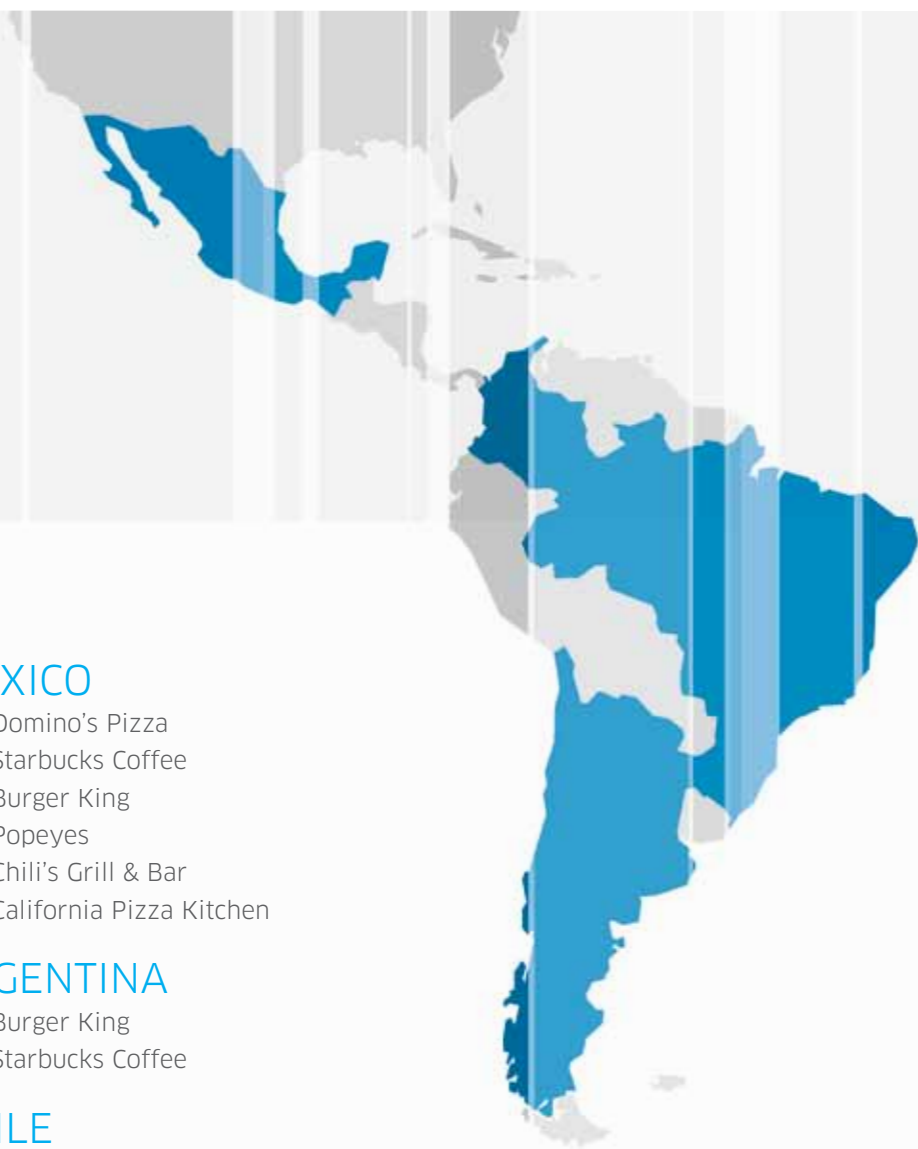 XICO
Domino's Pizza
Starbucks Coffee
Burger King
Popeyes
Chili's Grill & Bar
California Pizza Kitchen
GENTINA
Burger King
Starbucks Coffee
ILE